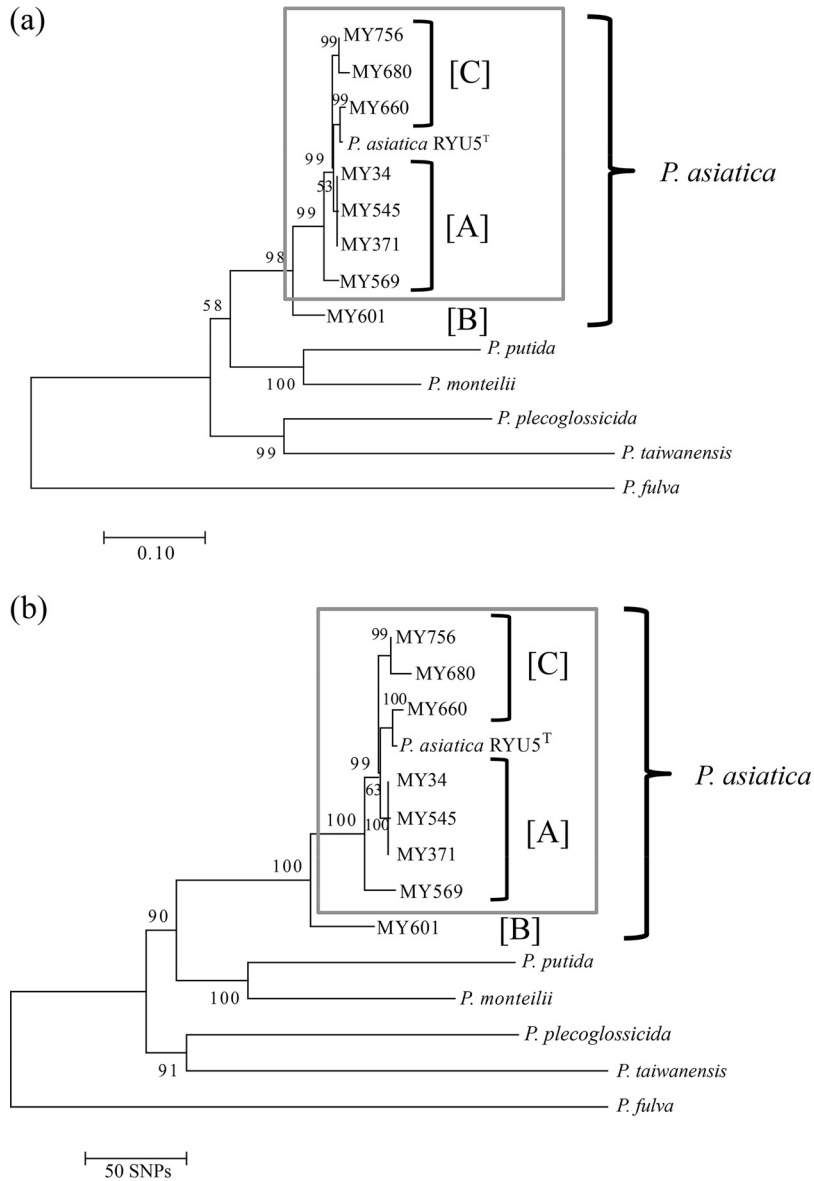 (a)
MY756
99
MY680
[C]
99
MY660
P. asiatica RYU5T
99
MY34
53
P. asiatica
99
MY545
[A]
MY371
98
MY569
58
MY601
[B]
P. putida
100
P. monteilii
P. plecoglossicida
99
P. taiwanensis
P. fulva
0.10
(b)
99
MY756
MY680
[C]
100
MY660
P. asiatica RYU5T
99
MY34
63
P. asiatica
100
100
MY545
[A]
MY371
100
MY569
90
MY601
[B]
P. putida
100
P. monteilii
P. plecoglossicida
91
P. taiwanensis
P. fulva
50 SNPs